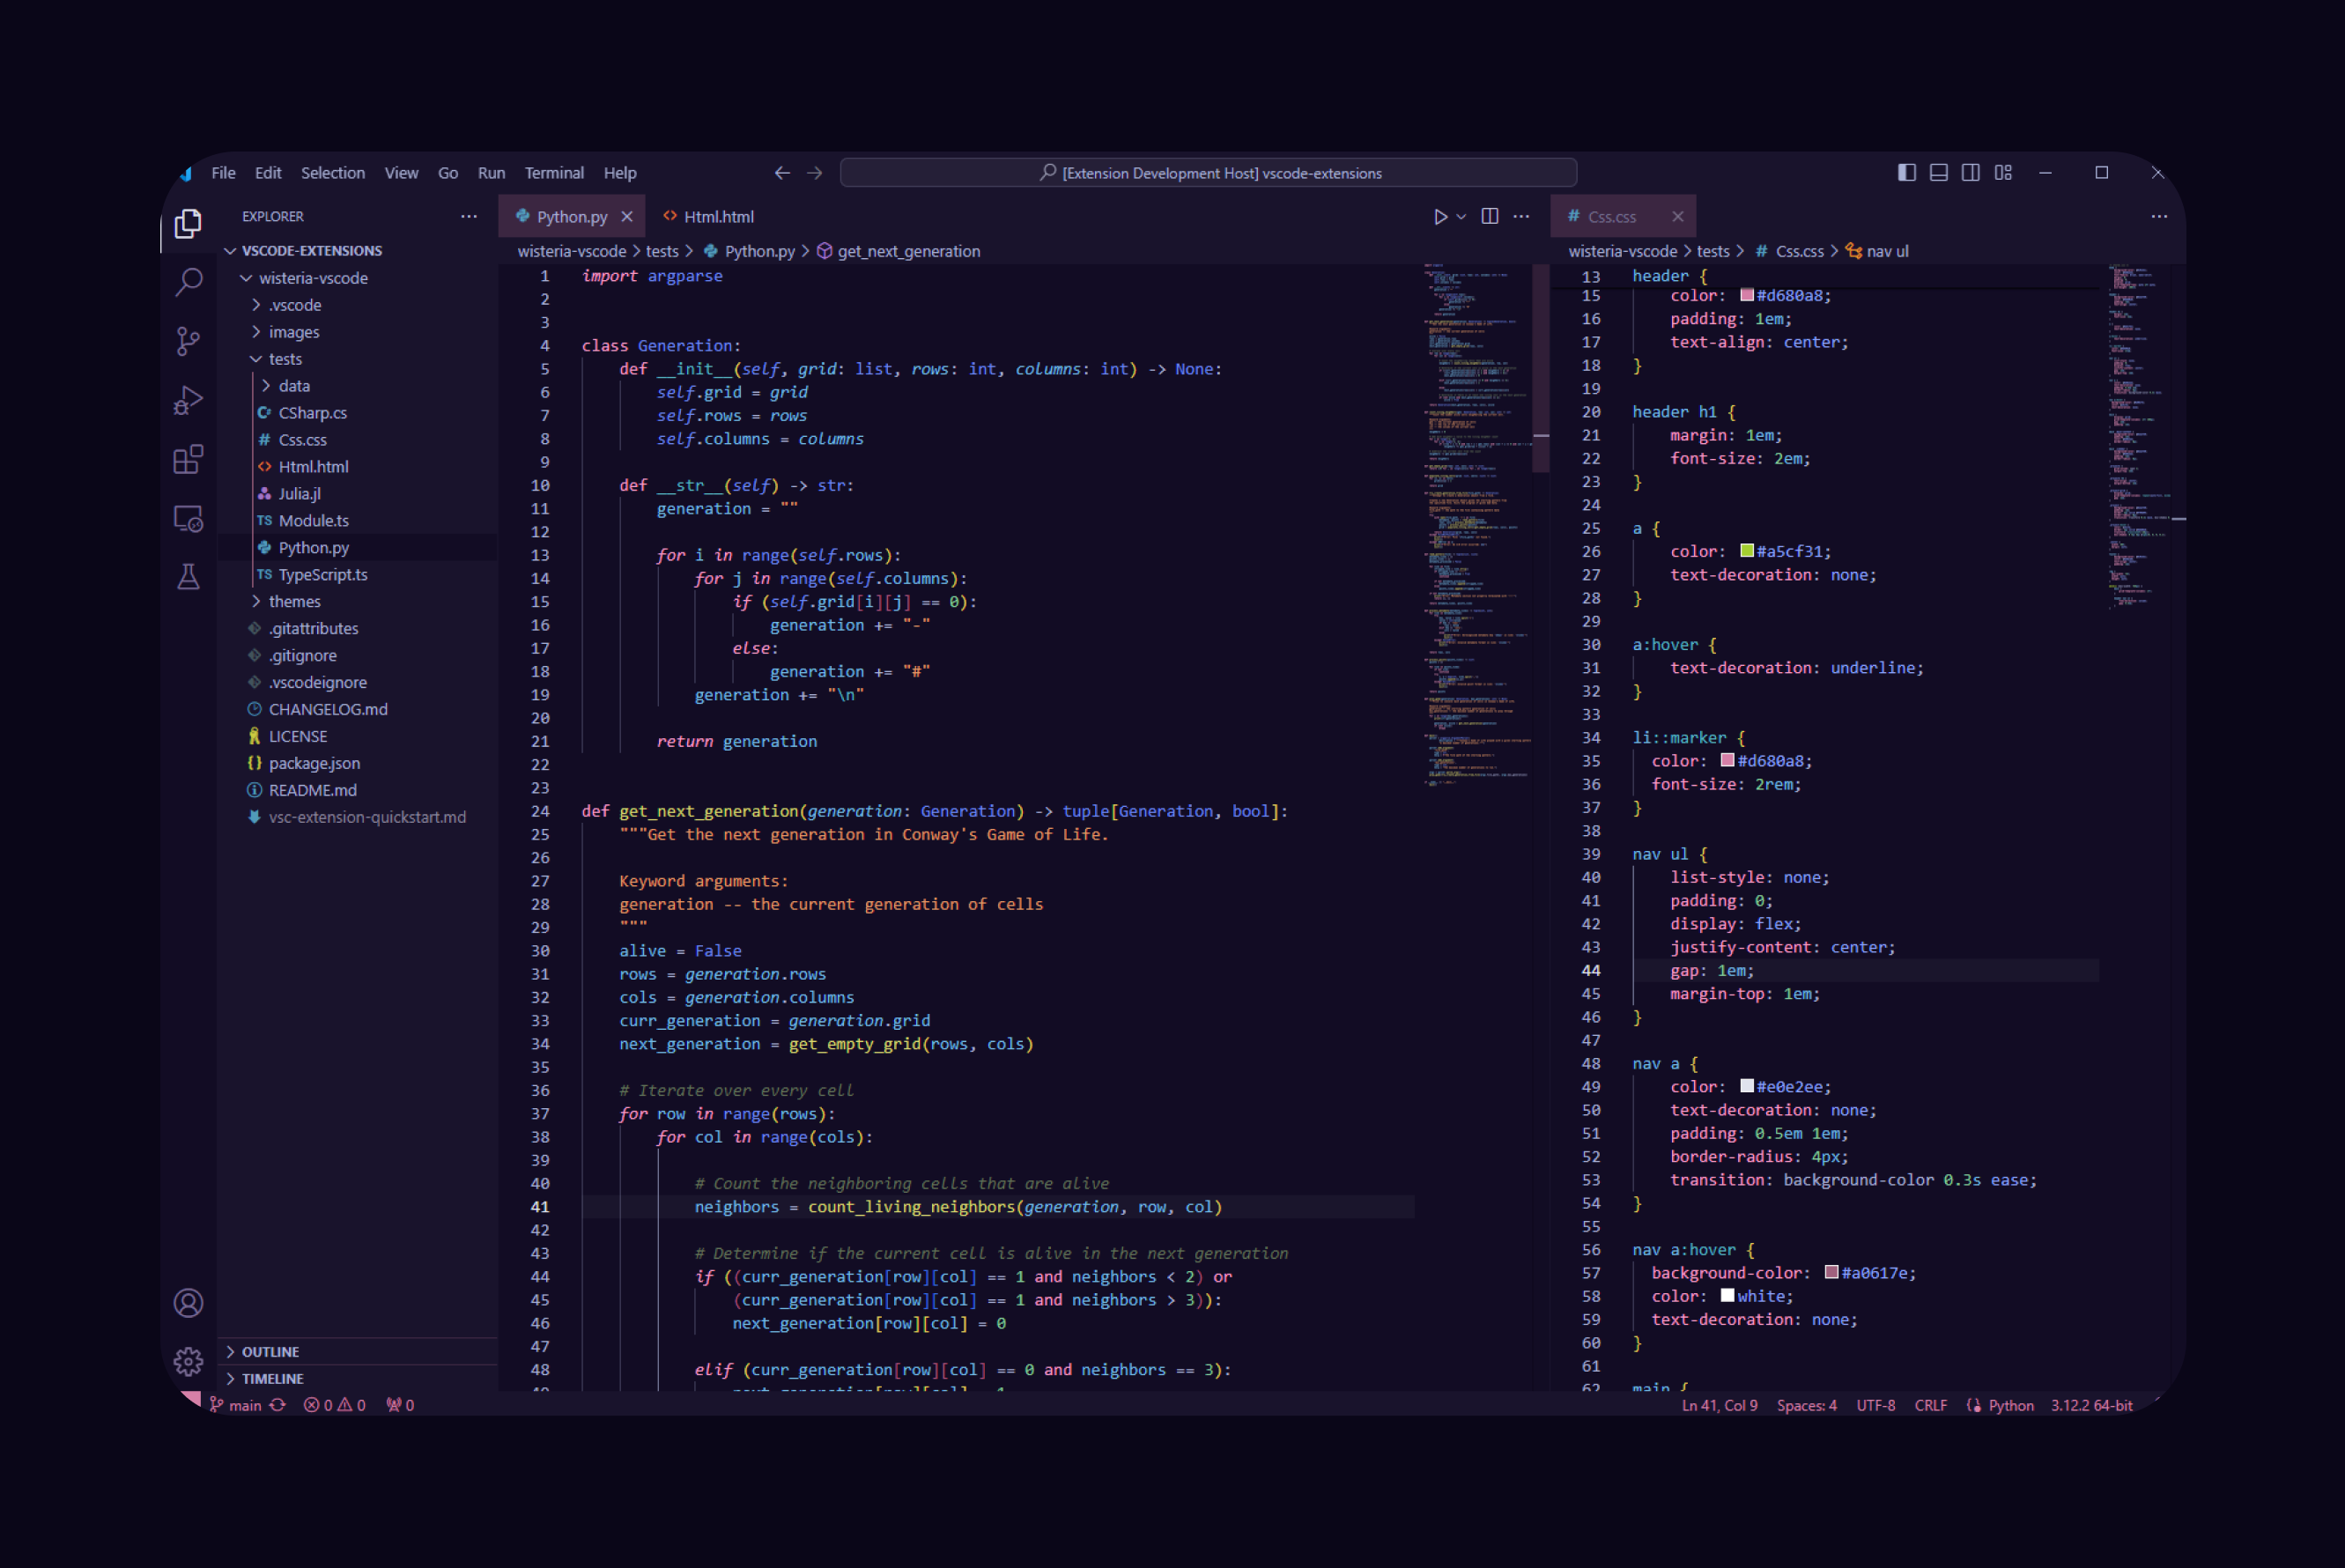 File Edit Selection View Go Run Terminal Help
[Extension Development Host] vscode-extensions
EXPLORER
VSCODE-EXTENSIONS
wisteria-vscode
.vscode
images
tests
data
CSharp.cs
Css.css
Html.html
Julia.jl
TS Module.ts
Python.py
TS TypeScript.ts
themes
.gitattributes
.gitignore
.vscodeignore
CHANGELOG.md
LICENSE
package.json
README.md
vsc-extension-quickstart.md
OUTLINE
TIMELINE
Python.py
Html.html
wisteria-vscode > tests > Python.py > get_next_generation
1 import argparse
2
3
4 class Generation:
5 def __init__(self, grid: list, rows: int, columns: int) -> None:
6 self.grid = grid
7 self.rows = rows
8 self.columns = columns
9
10 def __str__(self) -> str:
11 generation = ""
12
13 for i in range(self.rows):
14 for j in range(self.columns):
15 if (self.grid[i][j] == 0):
16 generation += "-"
17 else:
18 generation += "#"
19 generation += "\n"
20
21 return generation
22
23
24 def get_next_generation(generation: Generation) -> tuple[Generation, bool]:
25 """Get the next generation in Conway's Game of Life.
26
27 Keyword arguments:
28 generation -- the current generation of cells
29 """
30 alive = False
31 rows = generation.rows
32 cols = generation.columns
33 curr_generation = generation.grid
34 next_generation = get_empty_grid(rows, cols)
35
36 # Iterate over every cell
37 for row in range(rows):
38 for col in range(cols):
39
40 # Count the neighboring cells that are alive
41 neighbors = count_living_neighbors(generation, row, col)
42
43 # Determine if the current cell is alive in the next generation
44 if ((curr_generation[row][col] == 1 and neighbors < 2) or
45 (curr_generation[row][col] == 1 and neighbors > 3)):
46 next_generation[row][col] = 0
47
48 elif (curr_generation[row][col] == 0 and neighbors == 3):
# Css.css
wisteria-vscode > tests > # Css.css > nav ul
13 header {
15 color: #d680a8;
16 padding: 1em;
17 text-align: center;
18 }
19
20 header h1 {
21 margin: 1em;
22 font-size: 2em;
23 }
24
25 a {
26 color: #a5cf31;
27 text-decoration: none;
28 }
29
30 a:hover {
31 text-decoration: underline;
32 }
33
34 li::marker {
35 color: #d680a8;
36 font-size: 2rem;
37 }
38
39 nav ul {
40 list-style: none;
41 padding: 0;
42 display: flex;
43 justify-content: center;
44 gap: 1em;
45 margin-top: 1em;
46 }
47
48 nav a {
49 color: #e0e2ee;
50 text-decoration: none;
51 padding: 0.5em 1em;
52 border-radius: 4px;
53 transition: background-color 0.3s ease;
54 }
55
56 nav a:hover {
57 background-color: #a0617e;
58 color: white;
59 text-decoration: none;
60 }
61
62 main {
main 0 0 0
Ln 41, Col 9 Spaces: 4 UTF-8 CRLF Python 3.12.2 64-bit